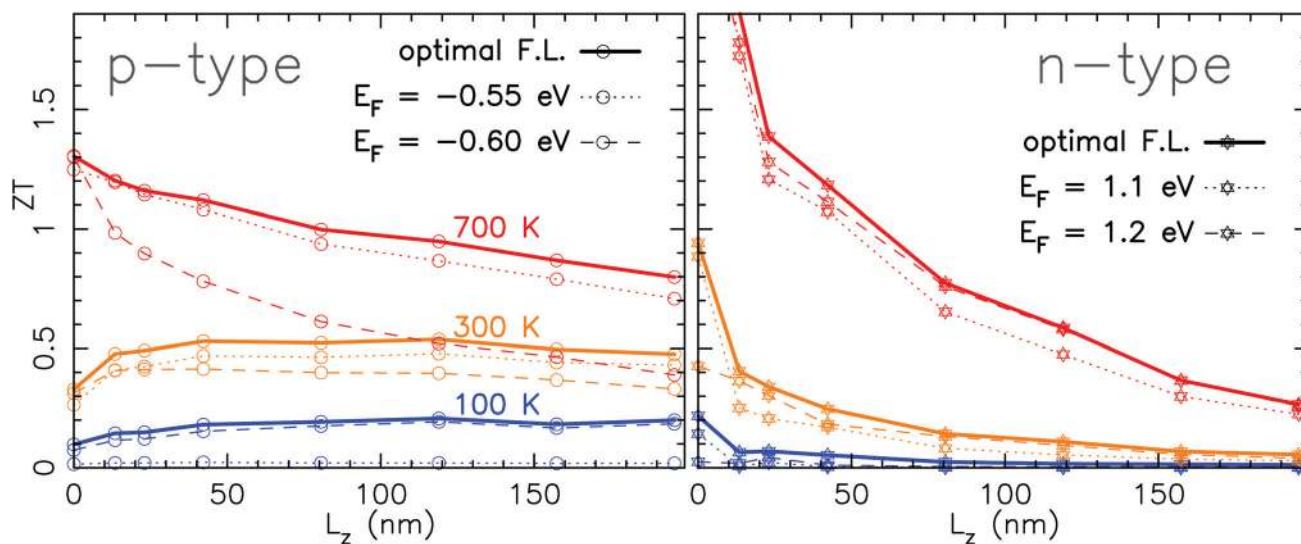 p-type
optimal F.L.
E_F = -0.55 eV
E_F = -0.60 eV
n-type
optimal F.L.
E_F = 1.1 eV
E_F = 1.2 eV
ZT
1.5
1
0.5
0
700 K
300 K
100 K
0 50 100 150
L_z (nm)
0 50 100 150
L_z (nm)